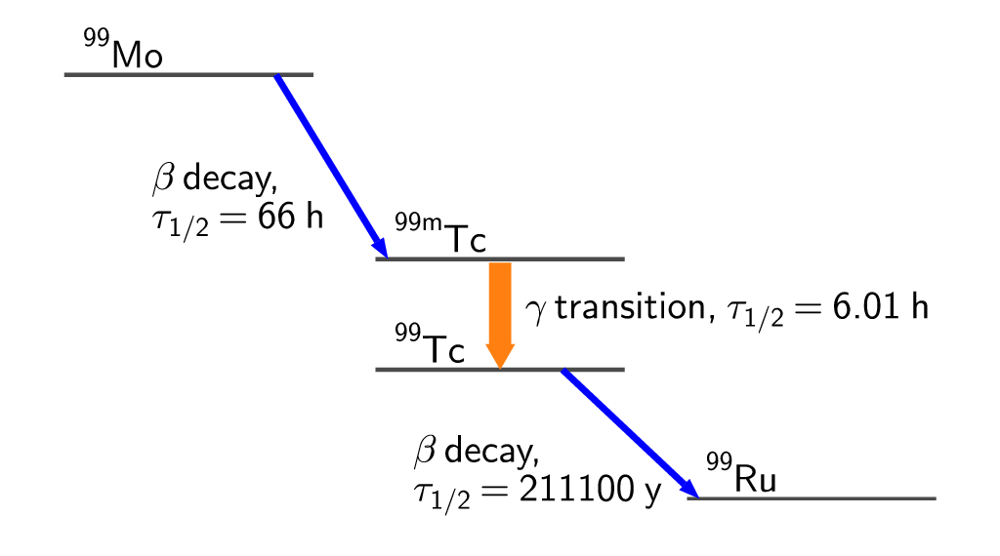 ⁹⁹Mo
β decay,
τ₁/₂ = 66 h
⁹⁹ᵐTc
γ transition, τ₁/₂ = 6.01 h
⁹⁹Tc
β decay,
τ₁/₂ = 211100 y
⁹⁹Ru